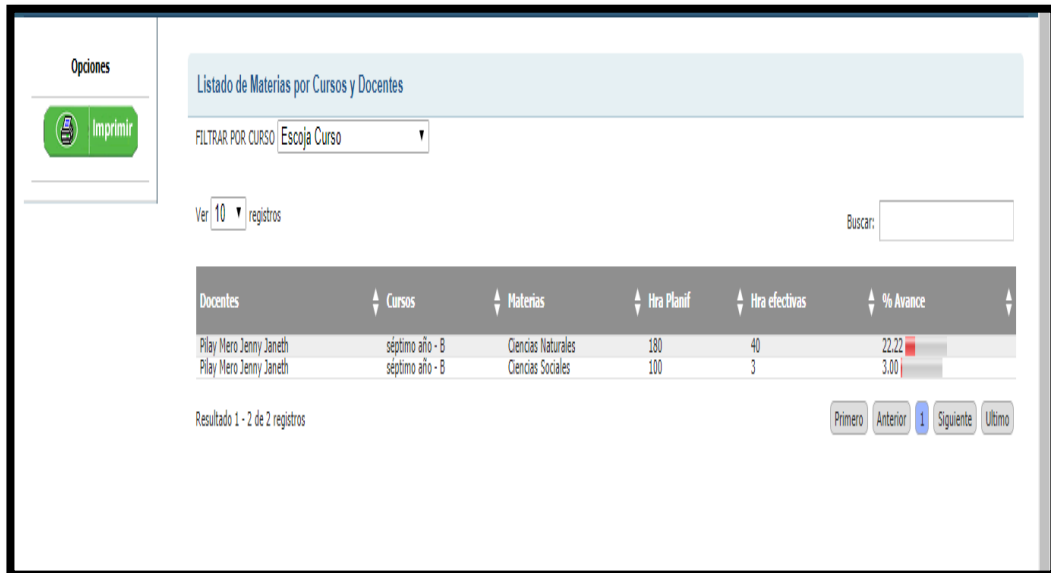 Opciones
Imprimir
Listado de Materias por Cursos y Docentes
FILTRAR POR CURSO Escoja Curso
Ver 10 registros
Buscar:
Docentes Cursos Materias Hra Planif Hra efectivas % Avance
Pilay Mero Jenny Janeth séptimo año - B Ciencias Naturales 180 40 22.22
Pilay Mero Jenny Janeth séptimo año - B Ciencias Sociales 100 3 3.00
Resultado 1 - 2 de 2 registros
Primero Anterior 1 Siguiente Ultimo